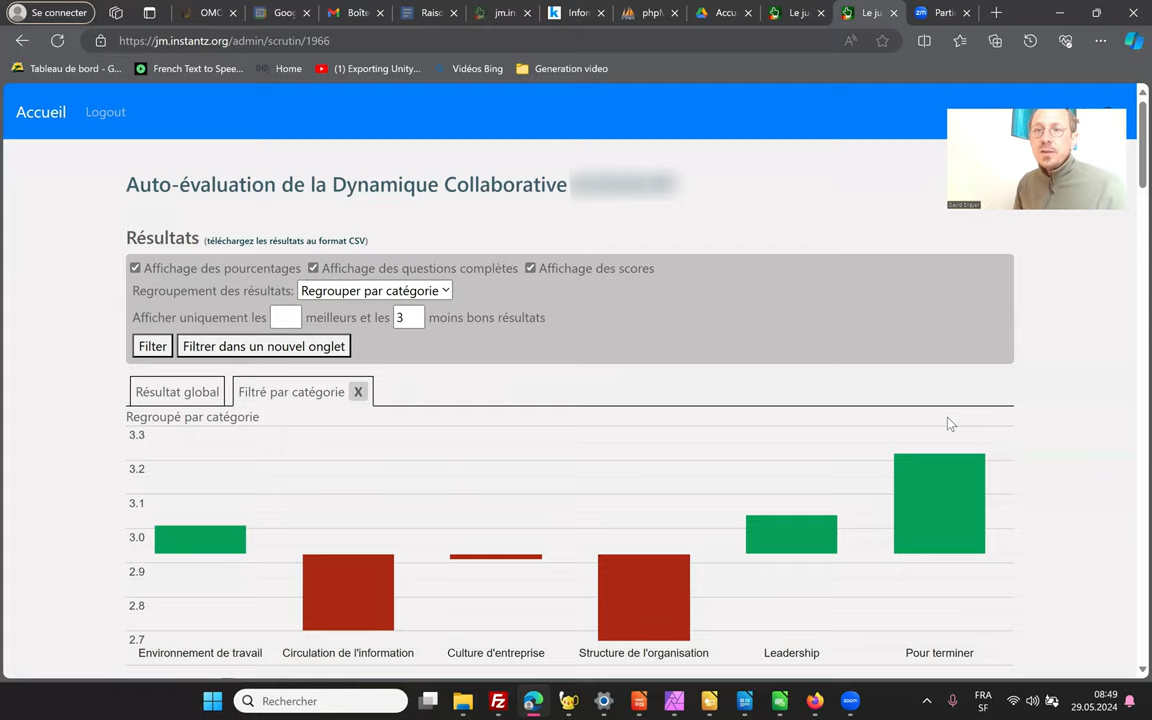 Se connecter
OMC
Goog
Boîte
Raiso
jm.in
Infon
phpM
Accu
Le ju
Le ju
zm Parti
https://jm.instantz.org/admin/scrutin/1966
Tableau de bord - G...
French Text to Spee...
Home
(1) Exporting Unity...
Vidéos Bing
Generation video
Accueil Logout
David Dräyer
Auto-évaluation de la Dynamique Collaborative
Résultats (téléchargez les résultats au format CSV)
Affichage des pourcentages Affichage des questions complètes Affichage des scores
Regroupement des résultats: Regrouper par catégorie
Afficher uniquement les meilleurs et les 3 moins bons résultats
Filter Filtrer dans un nouvel onglet
Résultat global Filtré par catégorie X
Regroupé par catégorie
3.3
3.2
3.1
3.0
2.9
2.8
2.7
Environnement de travail Circulation de l'information Culture d'entreprise Structure de l'organisation Leadership Pour terminer
Rechercher
zoom
FRA
SF
08:49
29.05.2024